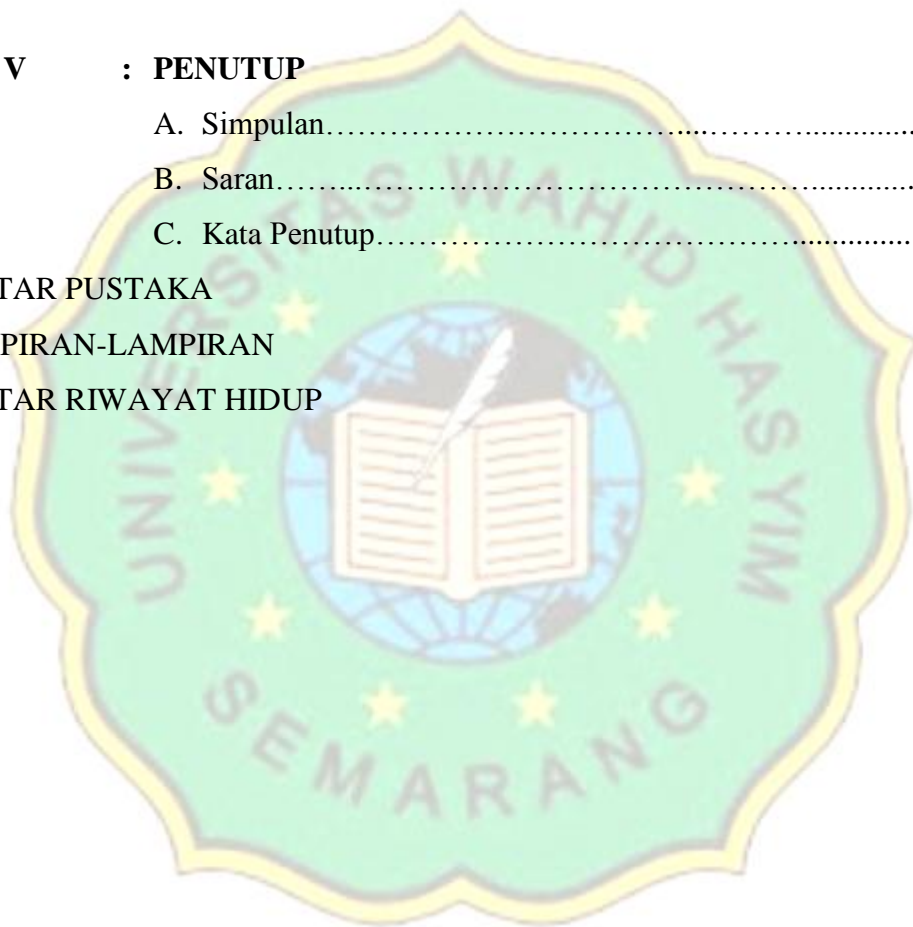 V : PENUTUP
A. Simpulan……………………………....………..............
B. Saran……...……………………………………..............
C. Kata Penutup…………………………………...............
TAR PUSTAKA
PIRAN-LAMPIRAN
TAR RIWAYAT HIDUP
UNIVERSITAS WAHID HASYIM
SEMARANG